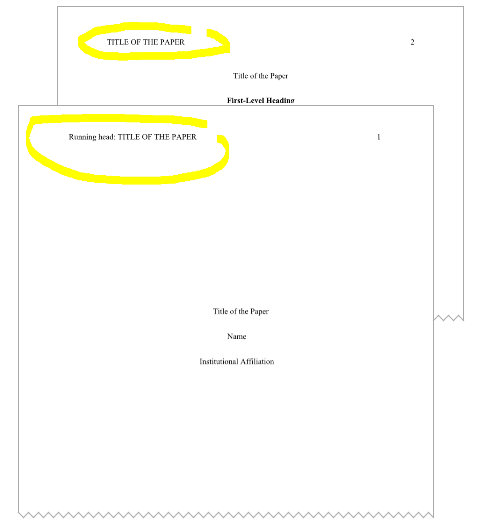 TITLE OF THE PAPER 2
Title of the Paper
First-Level Heading
Running head: TITLE OF THE PAPER 1
Title of the Paper
Name
Institutional Affiliation